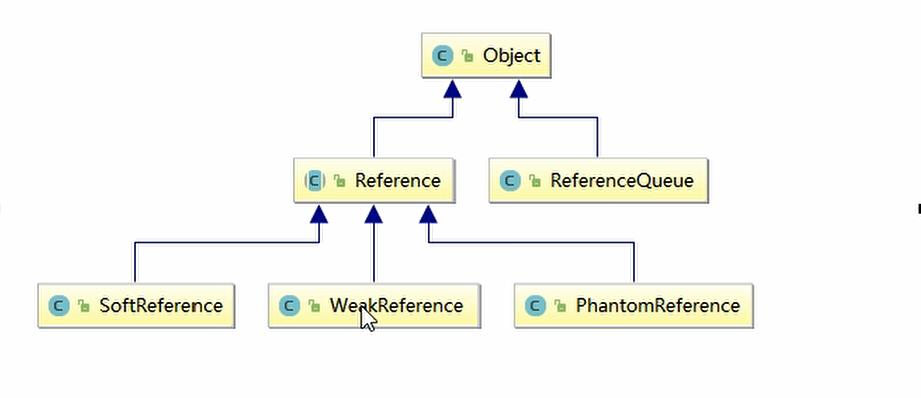 C Object
C Reference
C ReferenceQueue
C SoftReference
C WeakReference
C PhantomReference